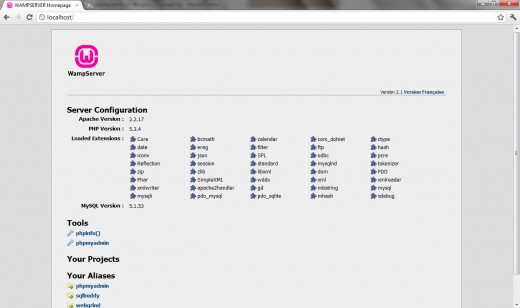 WAMPSERVER Homepage
localhost/
WampServer
Version 2.1 Version Française
Server Configuration
Apache Version : 2.2.17
PHP Version : 5.3.4
Loaded Extensions : Core bcmath calendar com_dotnet ctype
date ereg filter ftp hash
iconv json SPL odbc pcre
Reflection session standard mysqlnd tokenizer
zip zlib libxml dom PDO
Phar SimpleXML wddx xml xmlreader
xmlwriter apache2handler gd mbstring mysql
mysqli pdo_mysql pdo_sqlite mhash xdebug
MySQL Version : 5.1.53
Tools
phpinfo()
phpmyadmin
Your Projects
Your Aliases
phpmyadmin
sqlbuddy
webgrind